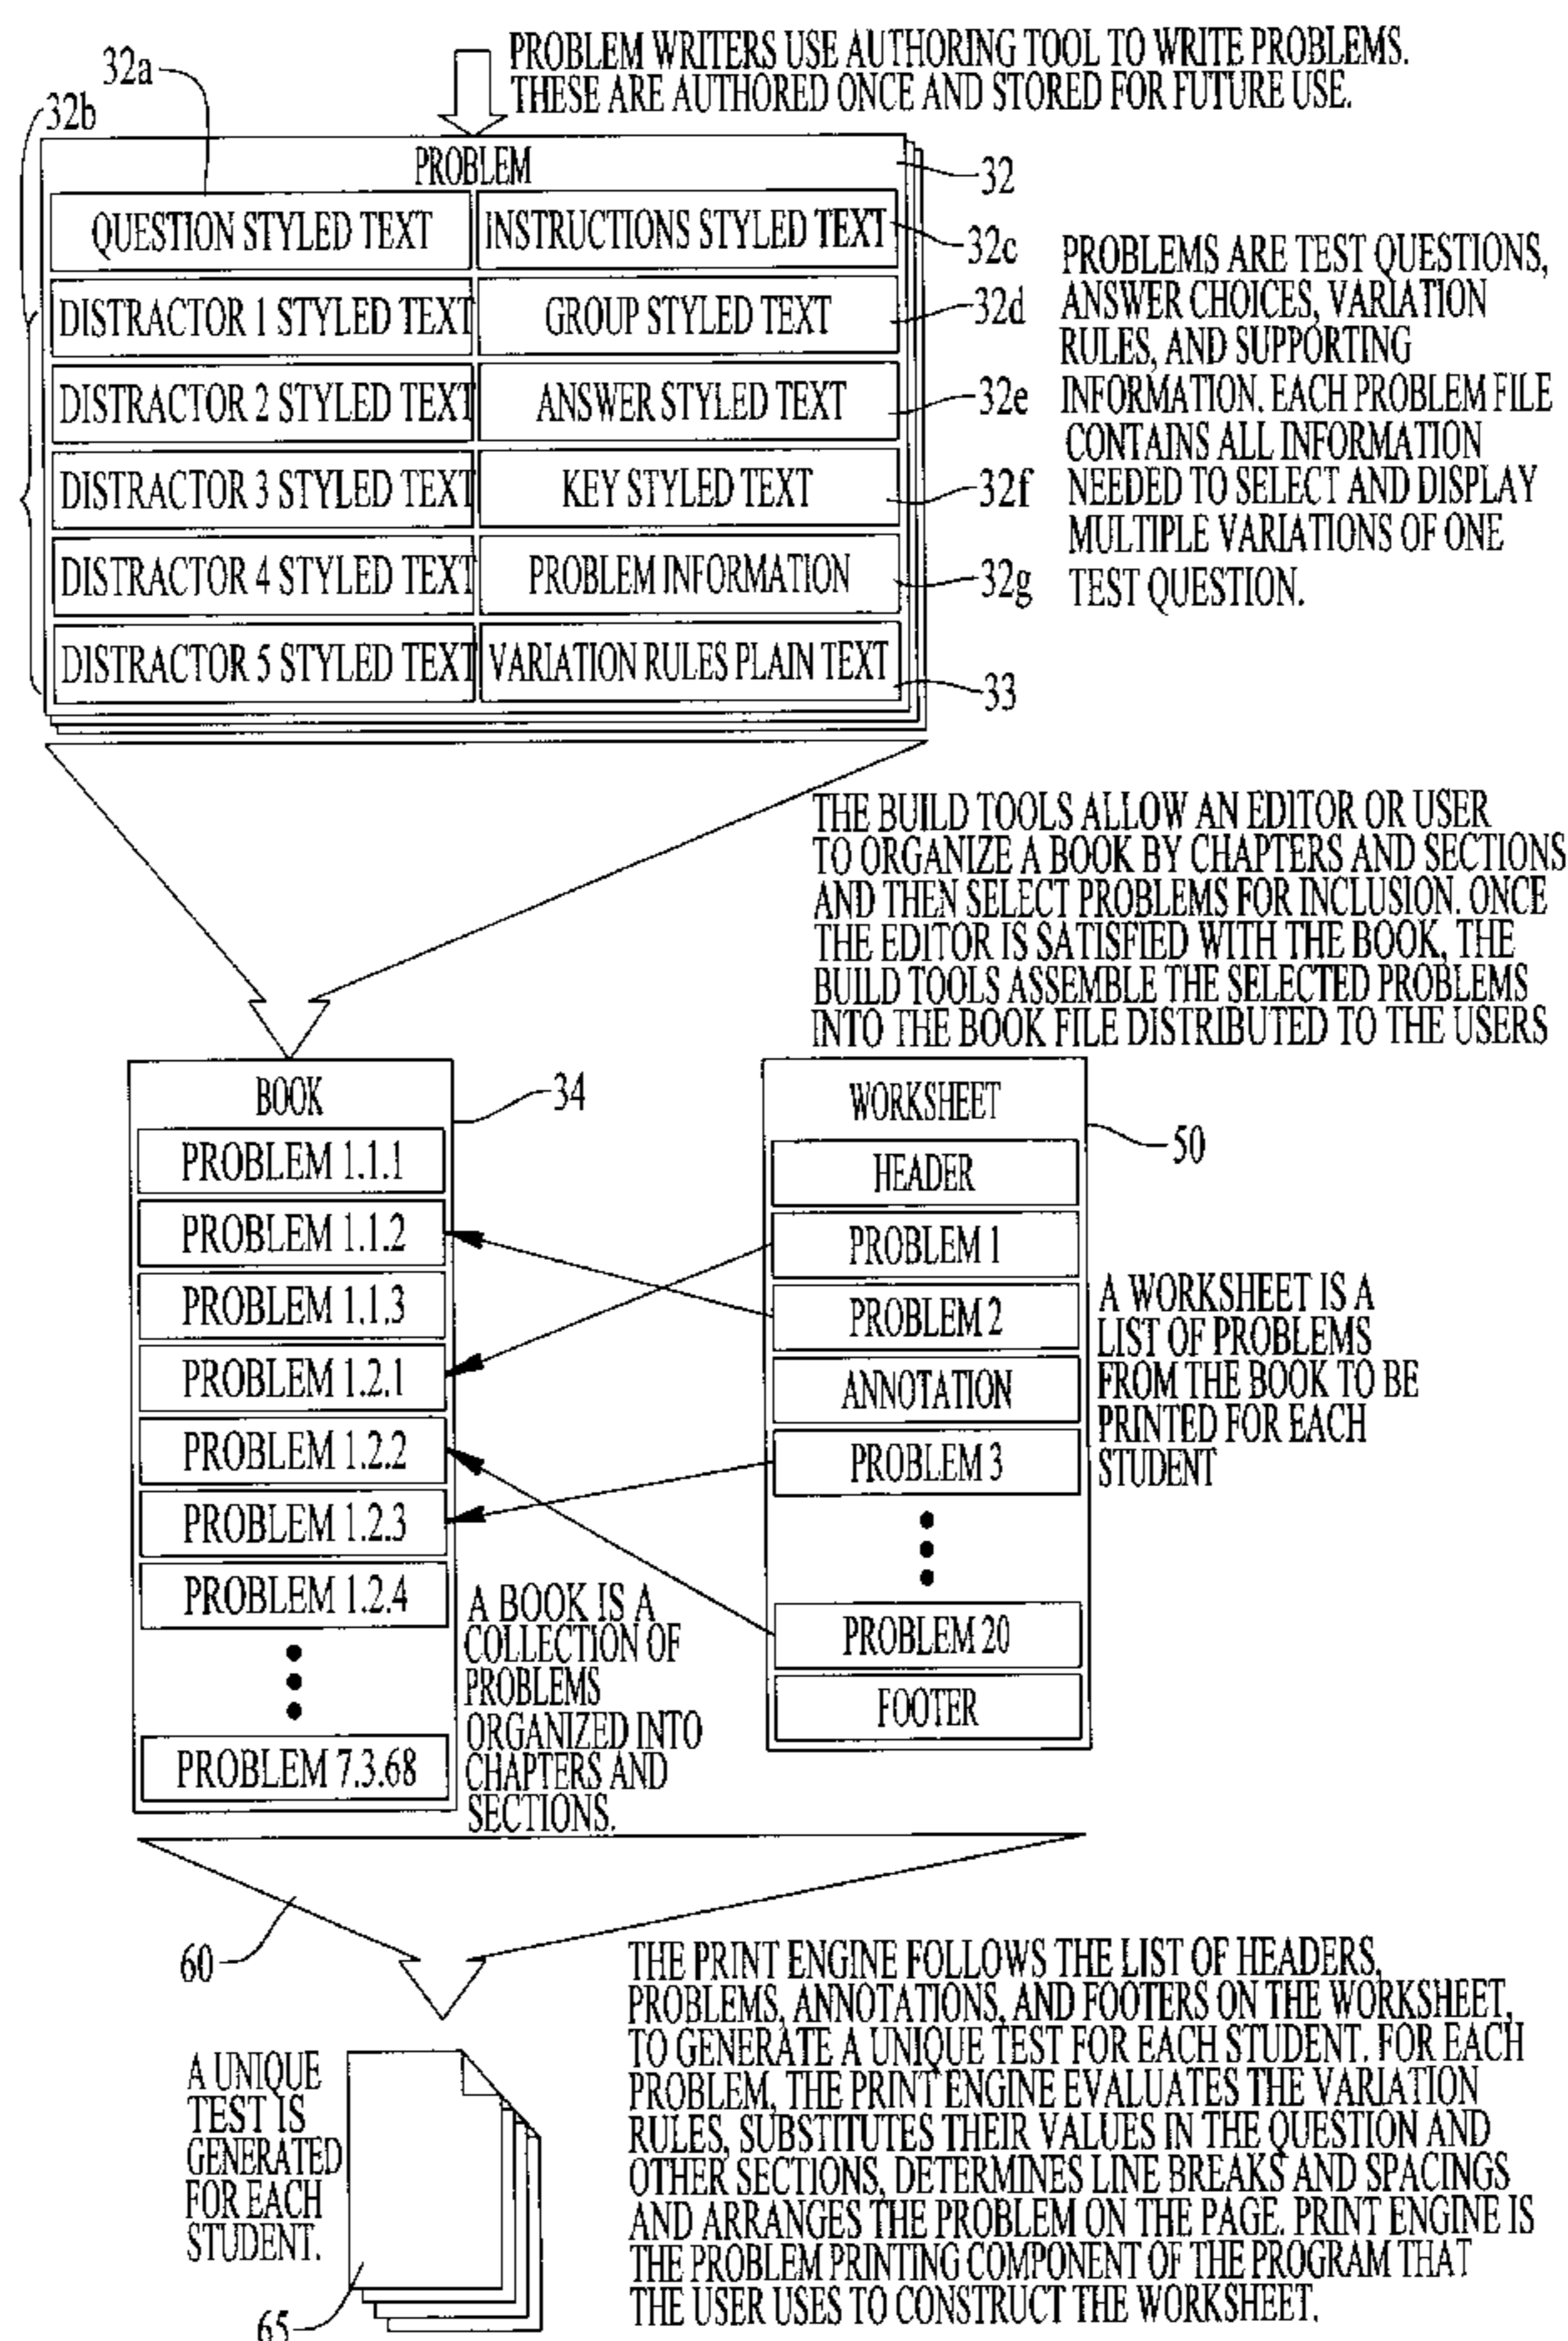 PROBLEM WRITERS USE AUTHORING TOOL TO WRITE PROBLEMS.
THESE ARE AUTHORED ONCE AND STORED FOR FUTURE USE.
32a
32b
PROBLEM
32
QUESTION STYLED TEXT
INSTRUCTIONS STYLED TEXT
32c
DISTRACTOR 1 STYLED TEXT
GROUP STYLED TEXT
32d
DISTRACTOR 2 STYLED TEXT
ANSWER STYLED TEXT
32e
DISTRACTOR 3 STYLED TEXT
KEY STYLED TEXT
32f
DISTRACTOR 4 STYLED TEXT
PROBLEM INFORMATION
32g
DISTRACTOR 5 STYLED TEXT
VARIATION RULES PLAIN TEXT
33
PROBLEMS ARE TEST QUESTIONS,
ANSWER CHOICES, VARIATION
RULES, AND SUPPORTING
INFORMATION. EACH PROBLEM FILE
CONTAINS ALL INFORMATION
NEEDED TO SELECT AND DISPLAY
MULTIPLE VARIATIONS OF ONE
TEST QUESTION.
THE BUILD TOOLS ALLOW AN EDITOR OR USER
TO ORGANIZE A BOOK BY CHAPTERS AND SECTIONS
AND THEN SELECT PROBLEMS FOR INCLUSION. ONCE
THE EDITOR IS SATISFIED WITH THE BOOK, THE
BUILD TOOLS ASSEMBLE THE SELECTED PROBLEMS
INTO THE BOOK FILE DISTRIBUTED TO THE USERS
BOOK
34
PROBLEM 1.1.1
PROBLEM 1.1.2
PROBLEM 1.1.3
PROBLEM 1.2.1
PROBLEM 1.2.2
PROBLEM 1.2.3
PROBLEM 1.2.4
PROBLEM 7.3.68
A BOOK IS A
COLLECTION OF
PROBLEMS
ORGANIZED INTO
CHAPTERS AND
SECTIONS.
WORKSHEET
50
HEADER
PROBLEM 1
PROBLEM 2
ANNOTATION
PROBLEM 3
PROBLEM 20
FOOTER
A WORKSHEET IS A
LIST OF PROBLEMS
FROM THE BOOK TO BE
PRINTED FOR EACH
STUDENT
60
A UNIQUE
TEST IS
GENERATED
FOR EACH
STUDENT.
65
THE PRINT ENGINE FOLLOWS THE LIST OF HEADERS,
PROBLEMS, ANNOTATIONS, AND FOOTERS ON THE WORKSHEET,
TO GENERATE A UNIQUE TEST FOR EACH STUDENT. FOR EACH
PROBLEM, THE PRINT ENGINE EVALUATES THE VARIATION
RULES, SUBSTITUTES THEIR VALUES IN THE QUESTION AND
OTHER SECTIONS, DETERMINES LINE BREAKS AND SPACINGS
AND ARRANGES THE PROBLEM ON THE PAGE. PRINT ENGINE IS
THE PROBLEM PRINTING COMPONENT OF THE PROGRAM THAT
THE USER USES TO CONSTRUCT THE WORKSHEET.